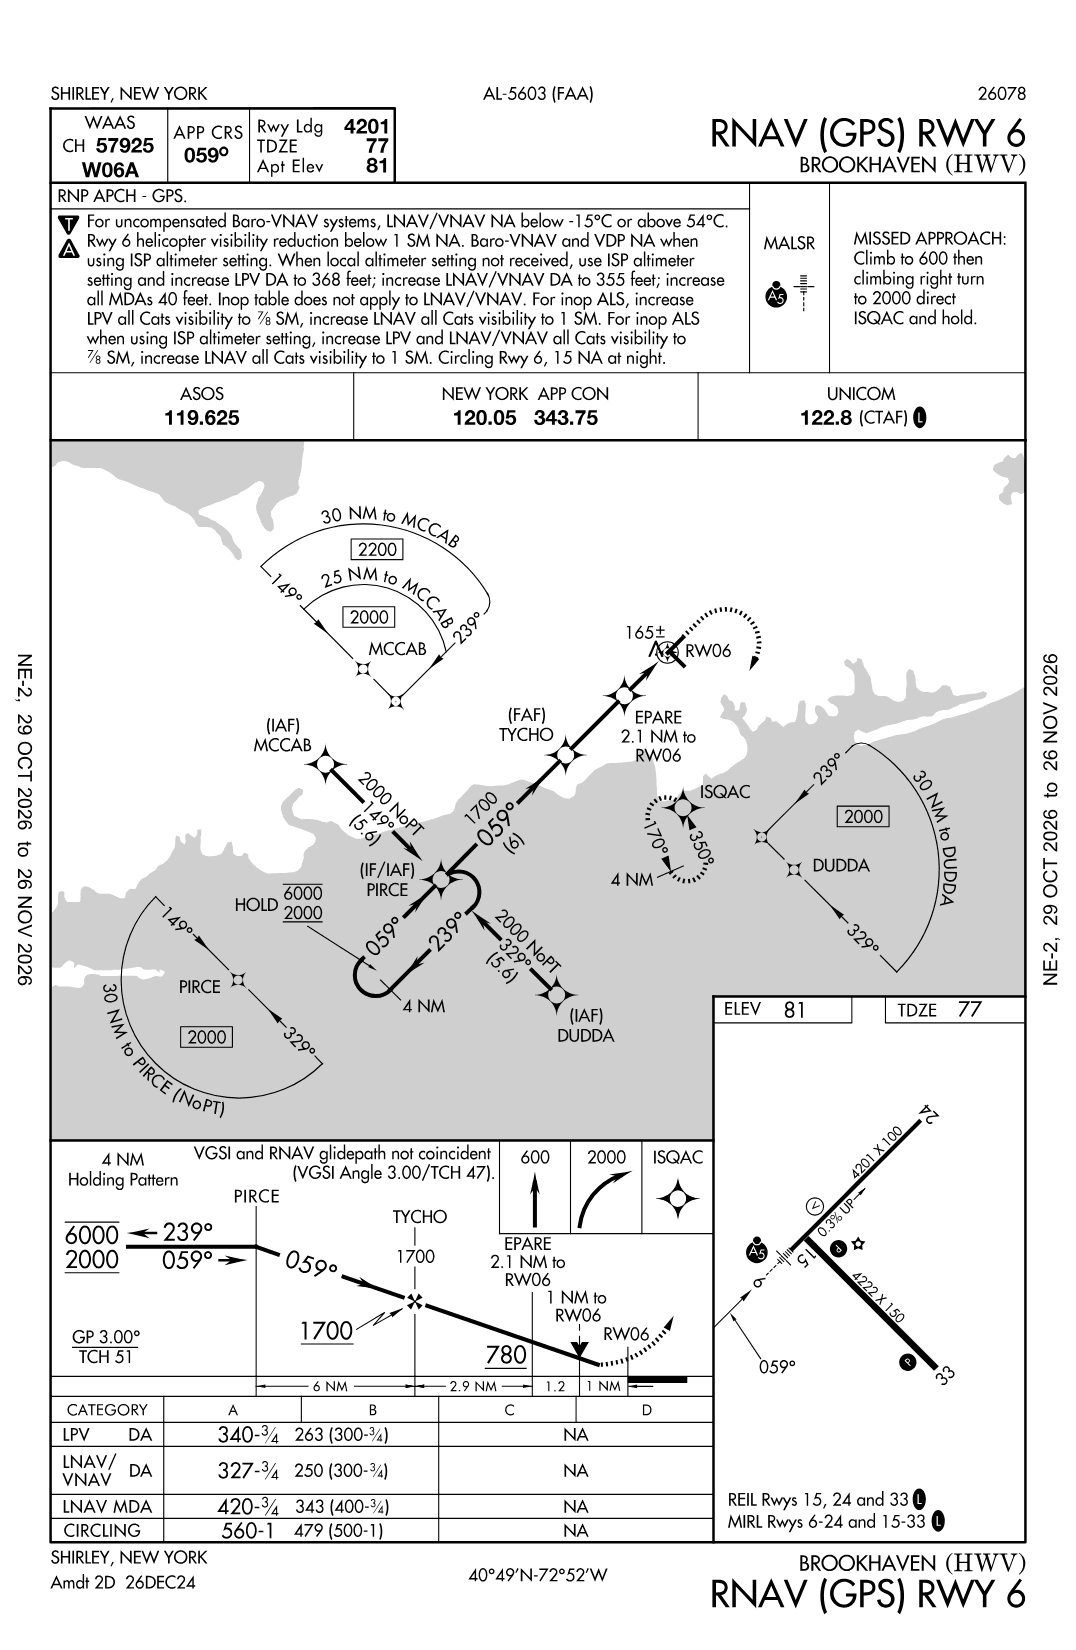 SHIRLEY, NEW YORK
AL-5603 (FAA)
26078
WAAS
CH 57925
W06A
APP CRS
059°
Rwy Ldg 4201
TDZE 77
Apt Elev 81
RNAV (GPS) RWY 6
BROOKHAVEN (HWV)
RNP APCH - GPS.
T
A
For uncompensated Baro-VNAV systems, LNAV/VNAV NA below -15°C or above 54°C.
Rwy 6 helicopter visibility reduction below 1 SM NA. Baro-VNAV and VDP NA when
using ISP altimeter setting. When local altimeter setting not received, use ISP altimeter
setting and increase LPV DA to 368 feet; increase LNAV/VNAV DA to 355 feet; increase
all MDAs 40 feet. Inop table does not apply to LNAV/VNAV. For inop ALS, increase
LPV all Cats visibility to ⅞ SM, increase LNAV all Cats visibility to 1 SM. For inop ALS
when using ISP altimeter setting, increase LPV and LNAV/VNAV all Cats visibility to
⅞ SM, increase LNAV all Cats visibility to 1 SM. Circling Rwy 6, 15 NA at night.
MALSR
A5
MISSED APPROACH:
Climb to 600 then
climbing right turn
to 2000 direct
ISQAC and hold.
ASOS
119.625
NEW YORK APP CON
120.05 343.75
UNICOM
122.8 (CTAF) L
NE-2, 29 OCT 2026 to 26 NOV 2026
NE-2, 29 OCT 2026 to 26 NOV 2026
30 NM to MCCAB
2200
25 NM to MCCAB
2000
149°
239°
MCCAB
165±
RW06
(IAF)
MCCAB
(FAF)
TYCHO
EPARE
2.1 NM to
RW06
2000 NoPT
149°
(5.6)
1700
059°
(6)
(IF/IAF)
PIRCE
HOLD 6000
2000
059°
239°
4 NM
2000 NoPT
329°
(5.6)
(IAF)
DUDDA
ISQAC
170°
350°
4 NM
239°
30 NM to DUDDA
2000
DUDDA
329°
149°
PIRCE
2000
329°
30 NM to PIRCE (NoPT)
ELEV 81
TDZE 77
24
4201 X 100
V
0.3% UP
A5
15
P
6
4222 X 150
P
33
059°
REIL Rwys 15, 24 and 33 L
MIRL Rwys 6-24 and 15-33 L
4 NM
Holding Pattern
VGSI and RNAV glidepath not coincident
(VGSI Angle 3.00/TCH 47).
600
2000
ISQAC
PIRCE
6000
2000
239°
059°
059°
TYCHO
1700
1700
EPARE
2.1 NM to
RW06
1 NM to
RW06
RW06
780
GP 3.00°
TCH 51
6 NM
2.9 NM
1.2
1 NM
CATEGORY A B C D
LPV DA 340-¾ 263 (300-¾) NA
LNAV/
VNAV DA 327-¾ 250 (300-¾) NA
LNAV MDA 420-¾ 343 (400-¾) NA
CIRCLING 560-1 479 (500-1) NA
SHIRLEY, NEW YORK
Amdt 2D 26DEC24
40°49'N-72°52'W
BROOKHAVEN (HWV)
RNAV (GPS) RWY 6